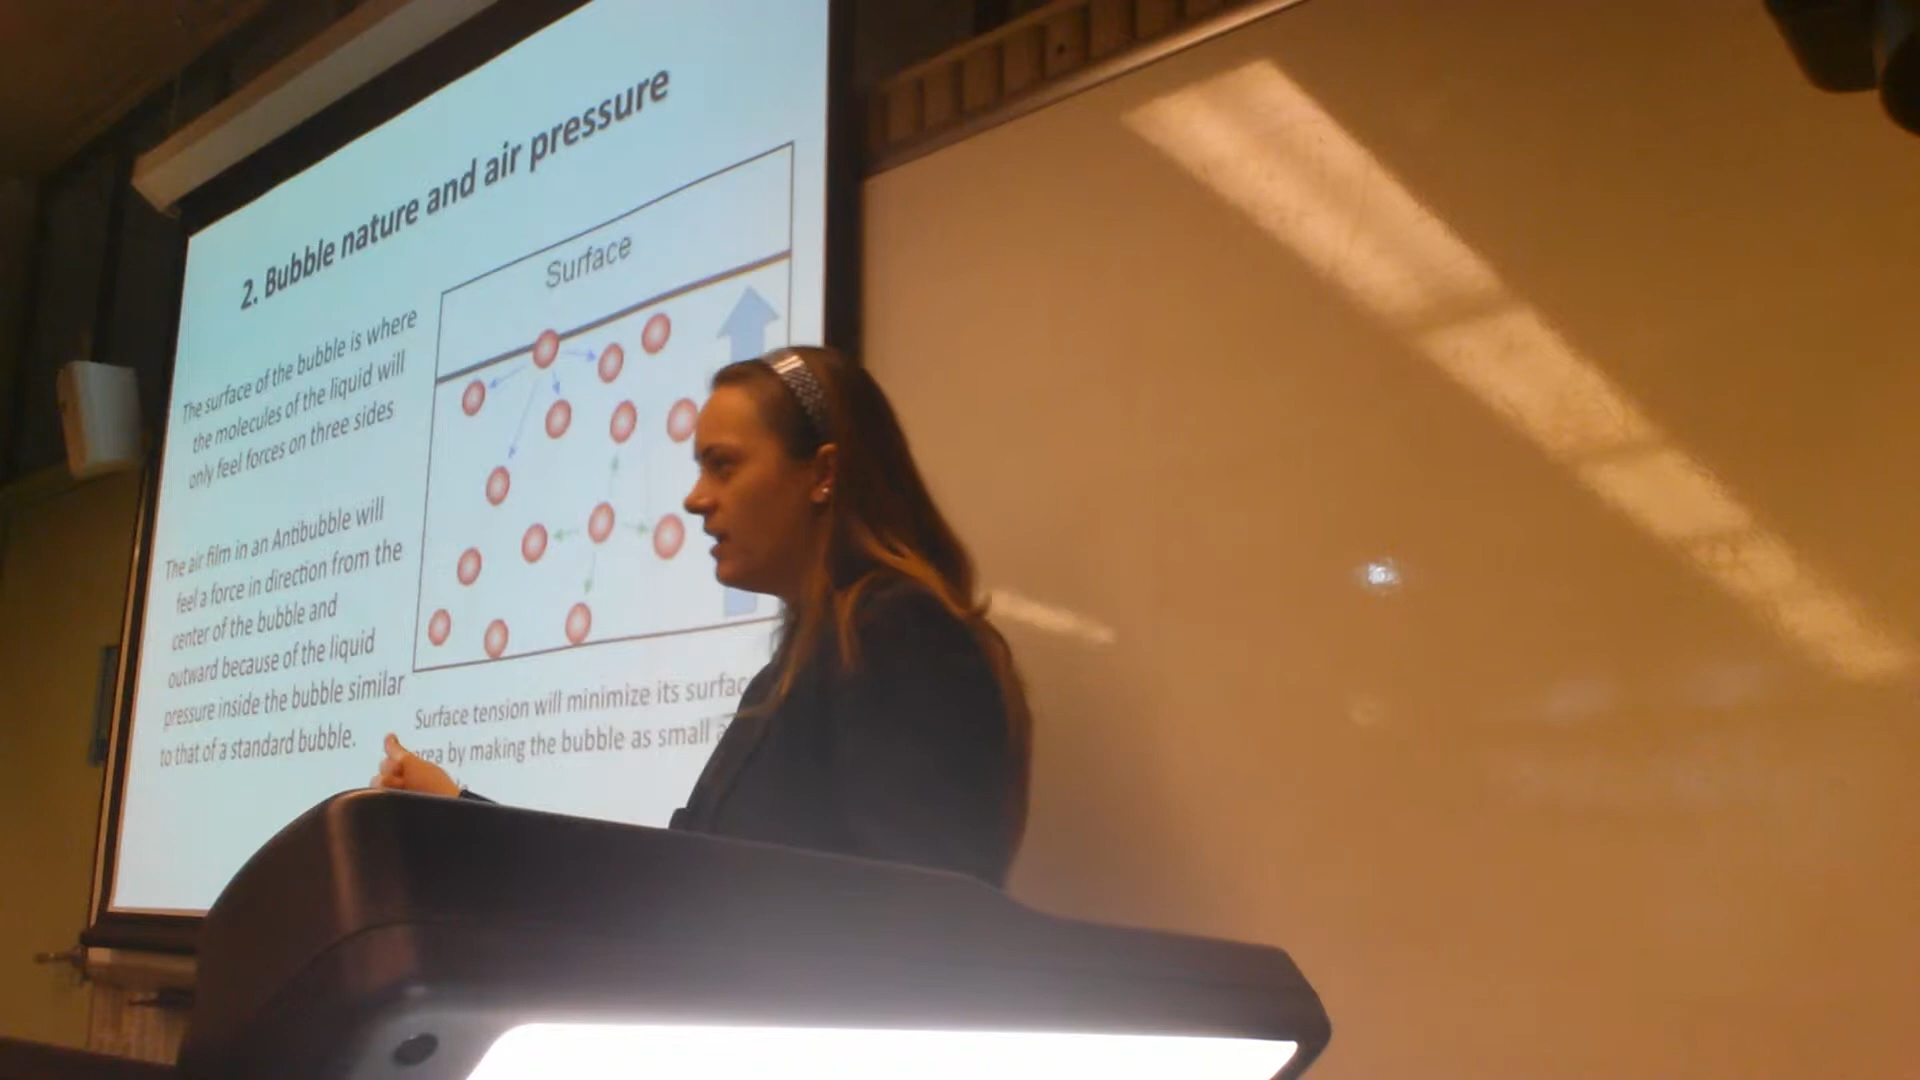 2. Bubble nature and air pressure
The surface of the bubble is where
the molecules of the liquid will
only feel forces on three sides
The air film in an Antibubble will
feel a force in direction from the
center of the bubble and
outward because of the liquid
pressure inside the bubble similar
to that of a standard bubble.
Surface
Surface tension will minimize its
by making the bubble as small